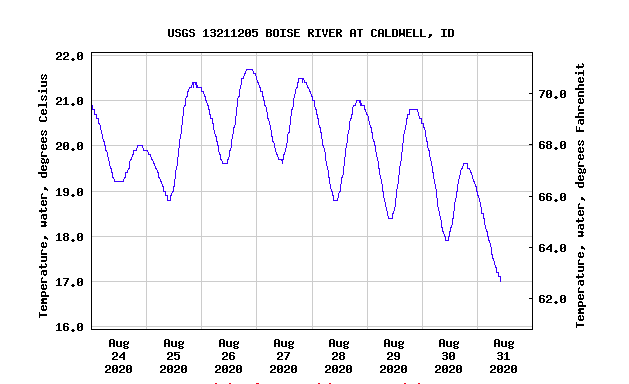 USGS 13211205 BOISE RIVER AT CALDWELL, ID
Temperature, water, degrees Celsius
22.0
21.0
20.0
19.0
18.0
17.0
16.0
Temperature, water, degrees Fahrenheit
70.0
68.0
66.0
64.0
62.0
Aug Aug Aug Aug Aug Aug Aug Aug
24 25 26 27 28 29 30 31
2020 2020 2020 2020 2020 2020 2020 2020